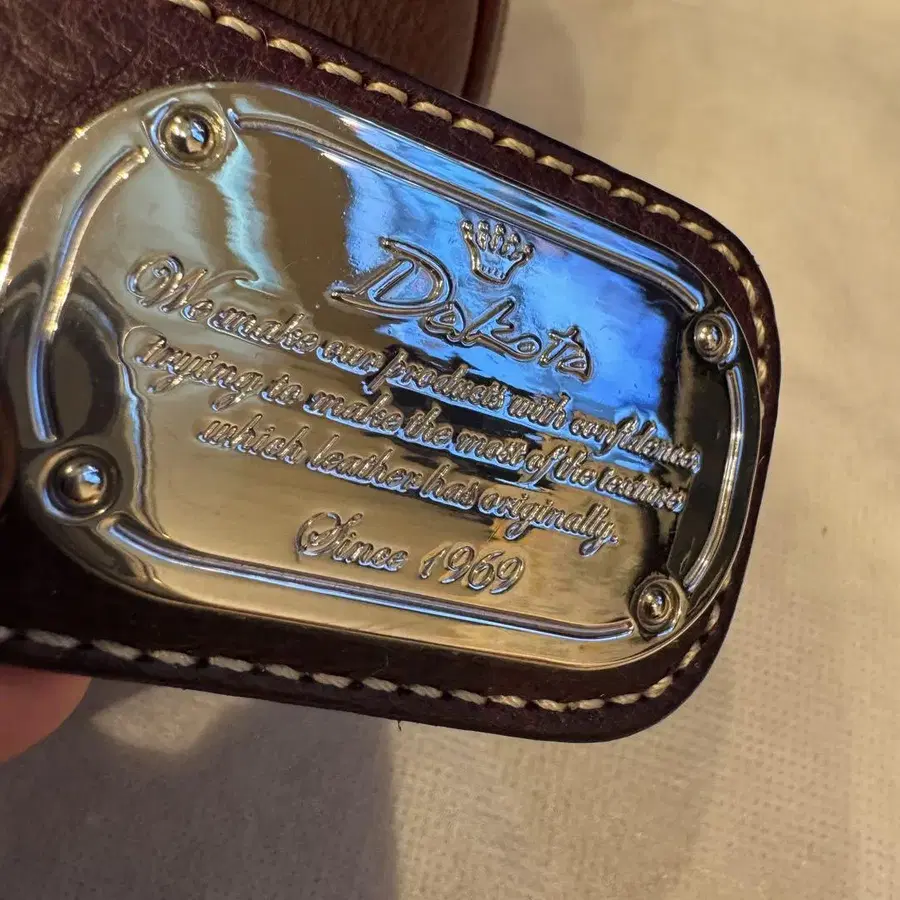 Dakota
We make our products with confidence,
trying to make the most of the textures
which leather has originally.
Since 1969